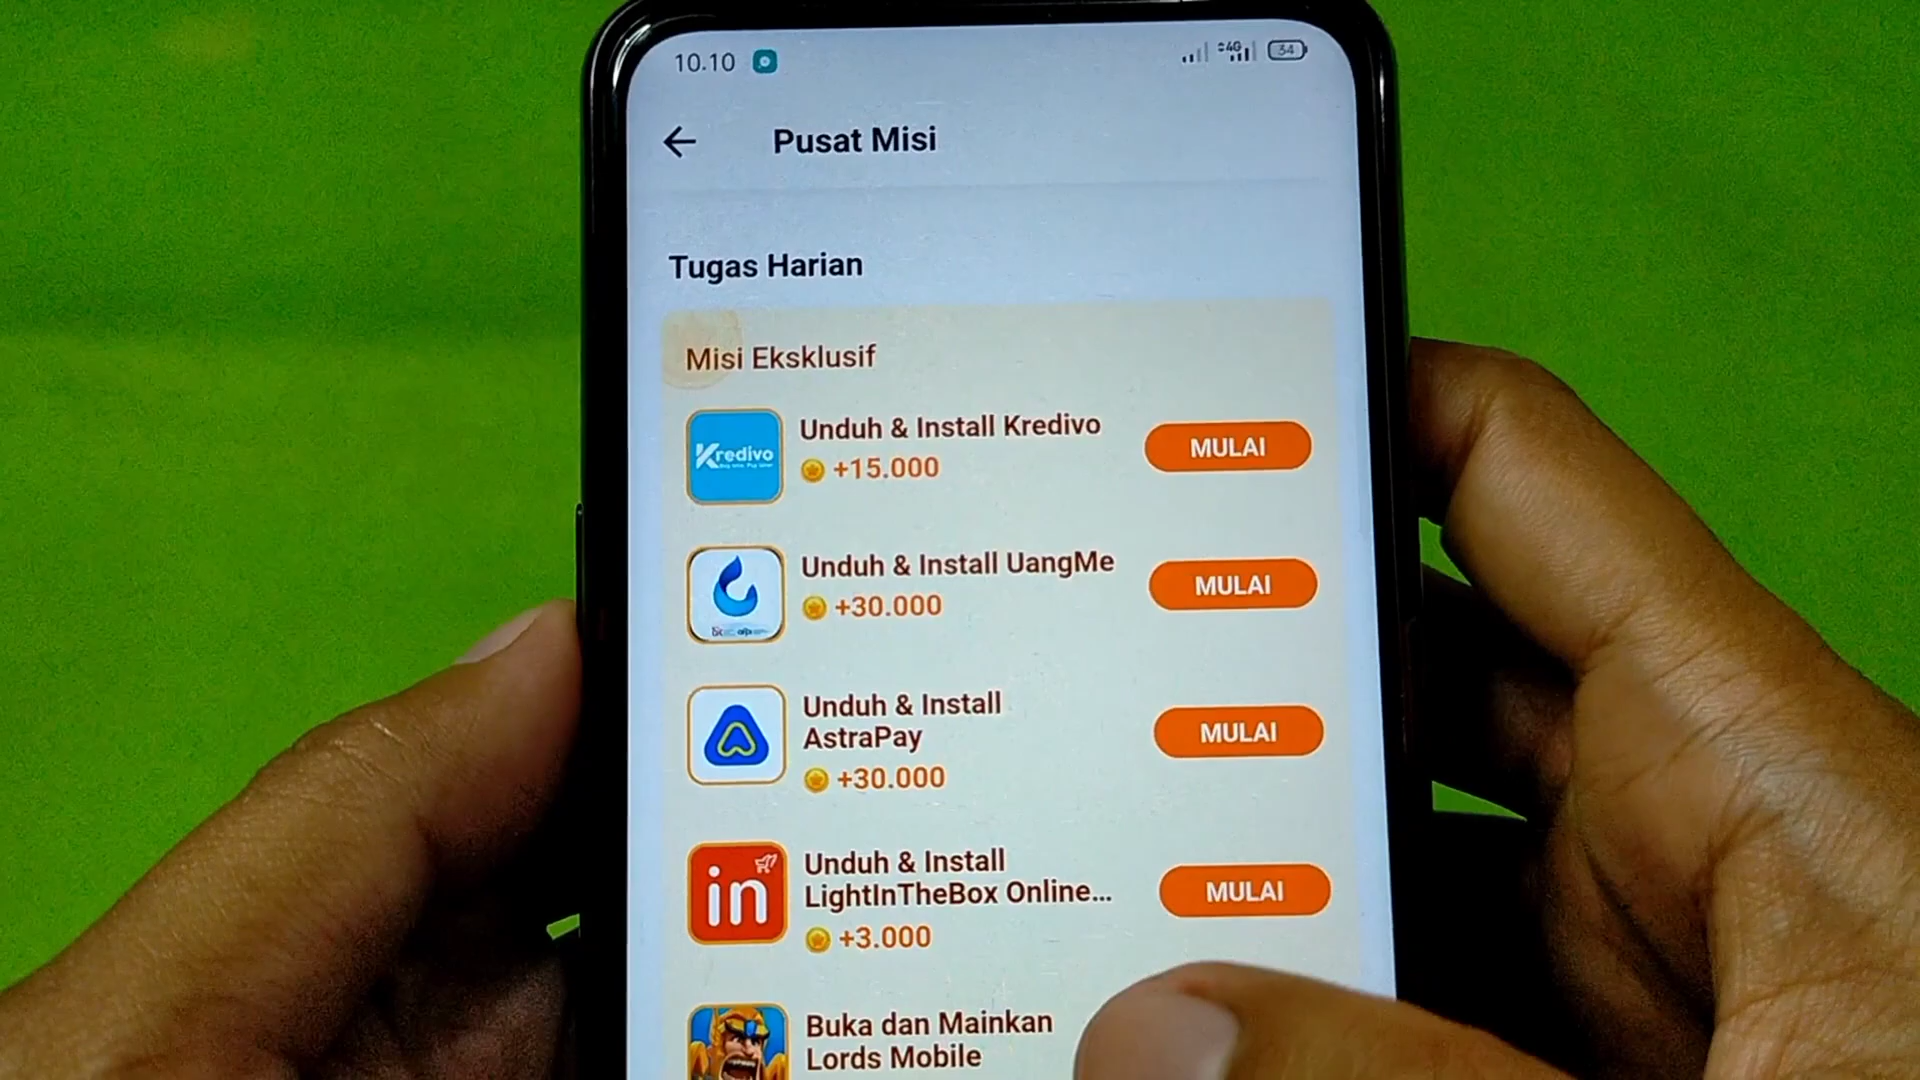 10.10
4G
34
Pusat Misi
Tugas Harian
Misi Eksklusif
Kredivo
Unduh & Install Kredivo
+15.000
MULAI
Unduh & Install UangMe
+30.000
MULAI
Unduh & Install
AstraPay
+30.000
MULAI
in
Unduh & Install
LightInTheBox Online...
+3.000
MULAI
Buka dan Mainkan
Lords Mobile